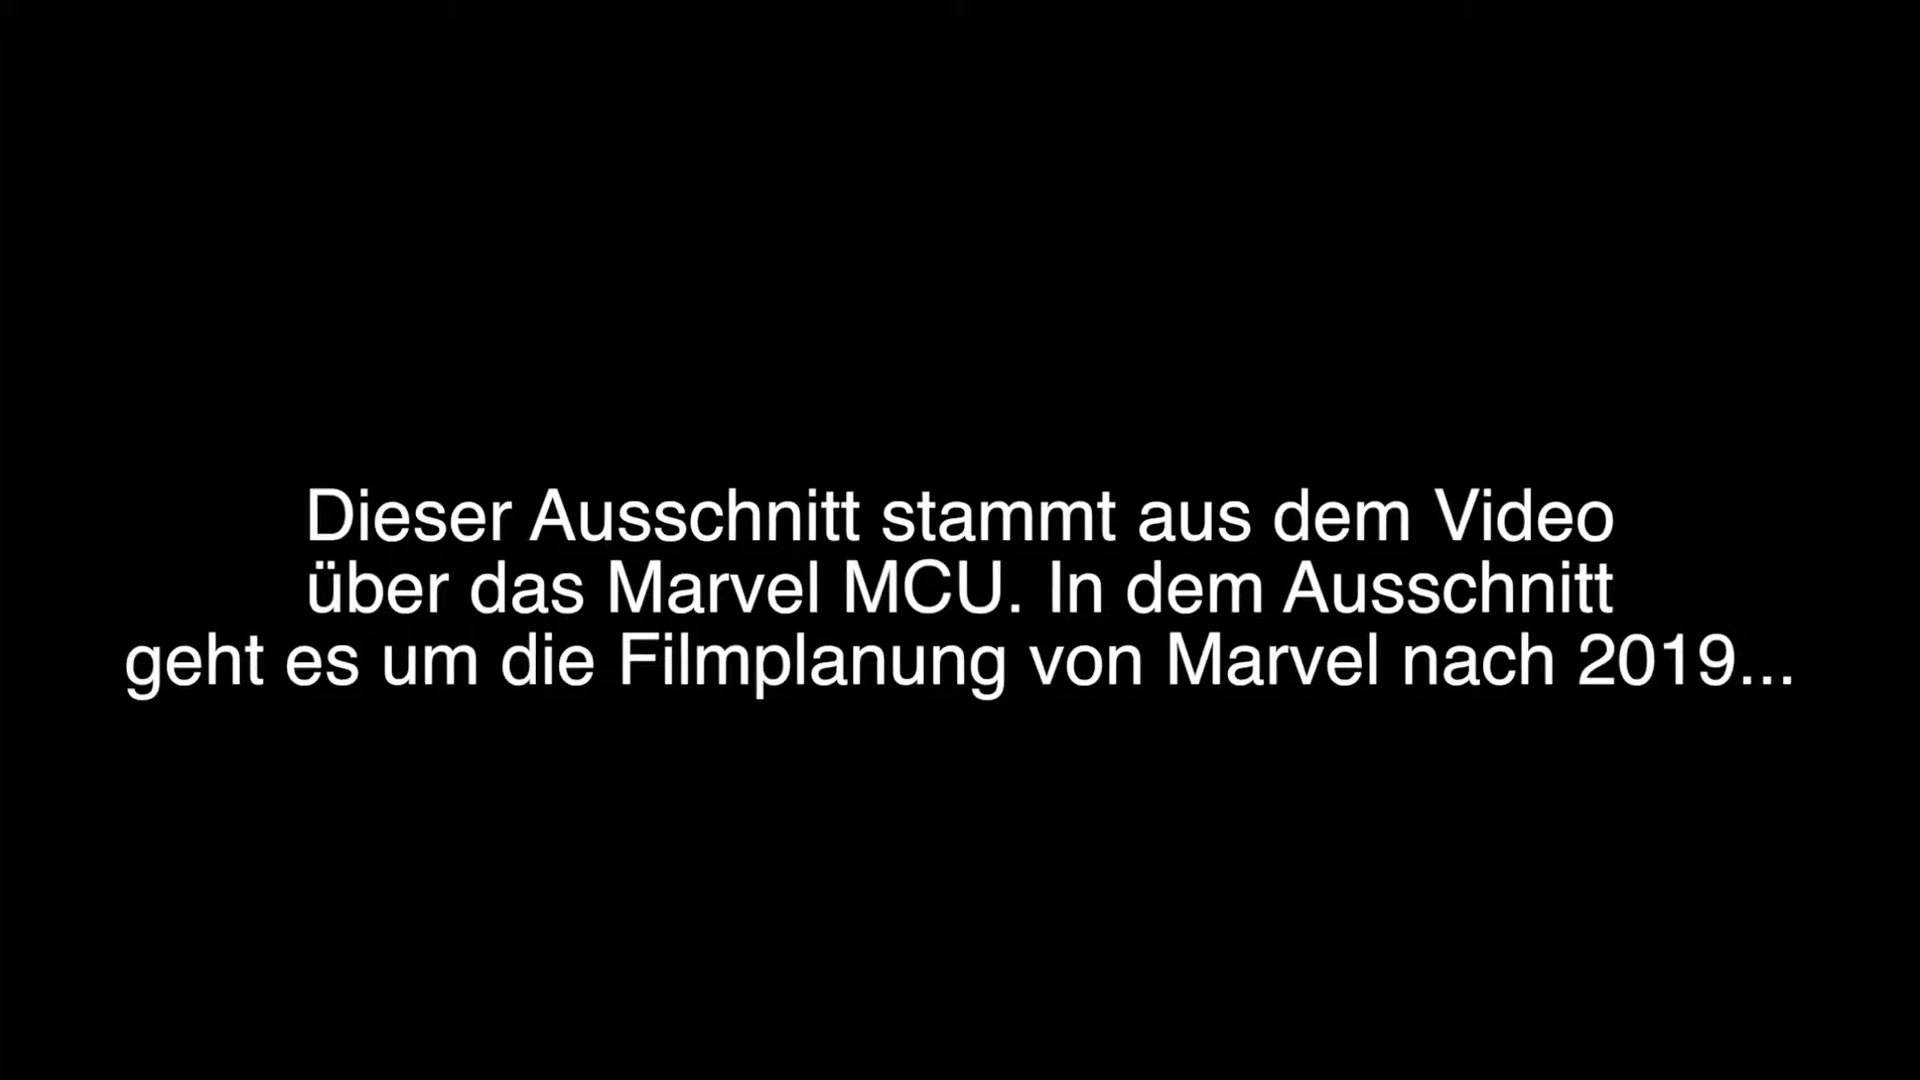 Dieser Ausschnitt stammt aus dem Video
über das Marvel MCU. In dem Ausschnitt
geht es um die Filmplanung von Marvel nach 2019...